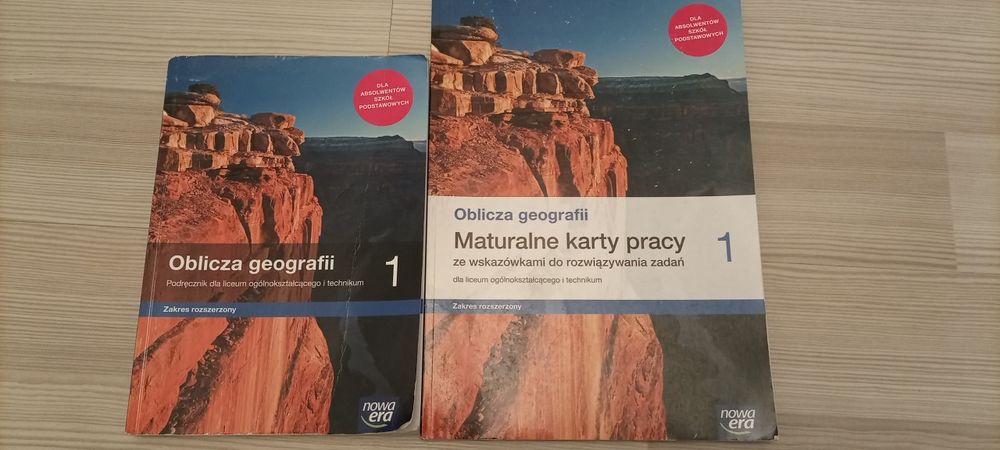 DLA
ABSOLWENTÓW
SZKÓŁ
PODSTAWOWYCH
Oblicza geografii
1
Podręcznik dla liceum ogólnokształcącego i technikum
Zakres rozszerzony
nowa
era
DLA
ABSOLWENTÓW
SZKÓŁ
PODSTAWOWYCH
Oblicza geografii
Maturalne karty pracy
1
ze wskazówkami do rozwiązywania zadań
dla liceum ogólnokształcącego i technikum
Zakres rozszerzony
nowa
era